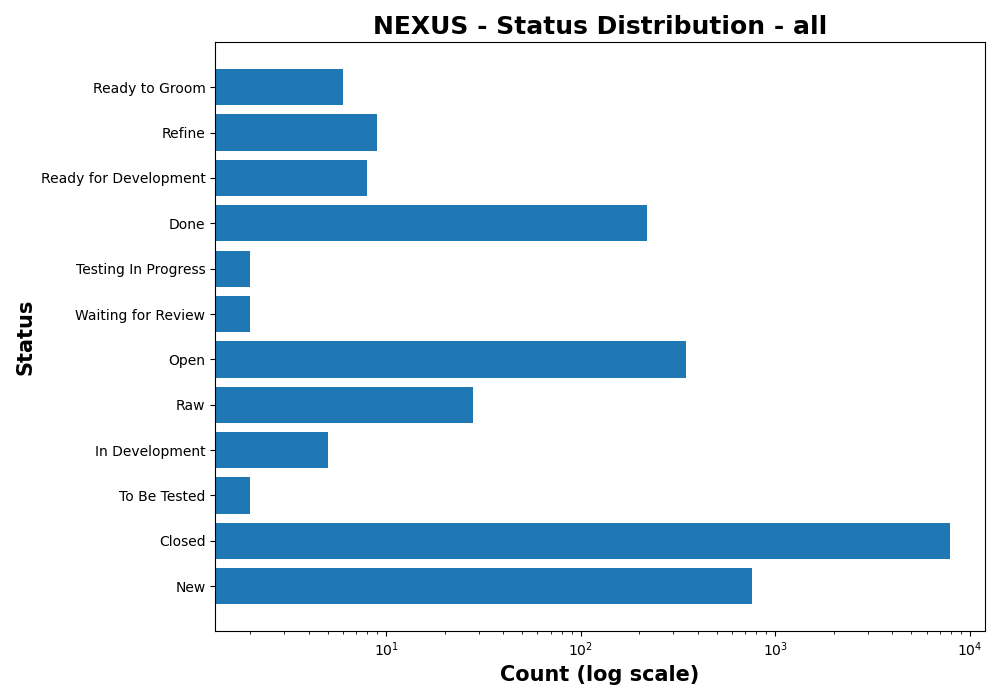 NEXUS - Status Distribution - all
Status
Ready to Groom
Refine
Ready for Development
Done
Testing In Progress
Waiting for Review
Open
Raw
In Development
To Be Tested
Closed
New
10¹ 10² 10³ 10⁴
Count (log scale)